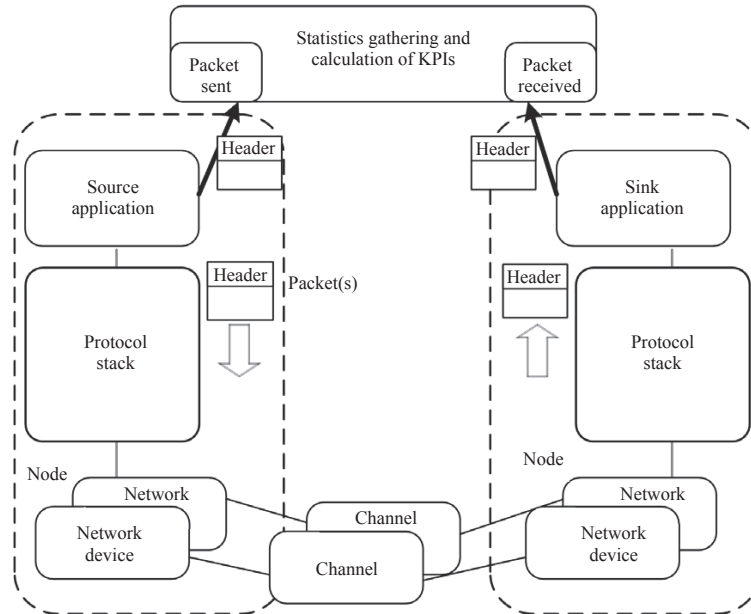 Statistics gathering and
calculation of KPIs
Packet
sent
Packet
received
Header
Header
Source
application
Sink
application
Header
Packet(s)
Header
Protocol
stack
Protocol
stack
Node
Node
Network
Network
device
Channel
Channel
Network
Network
device